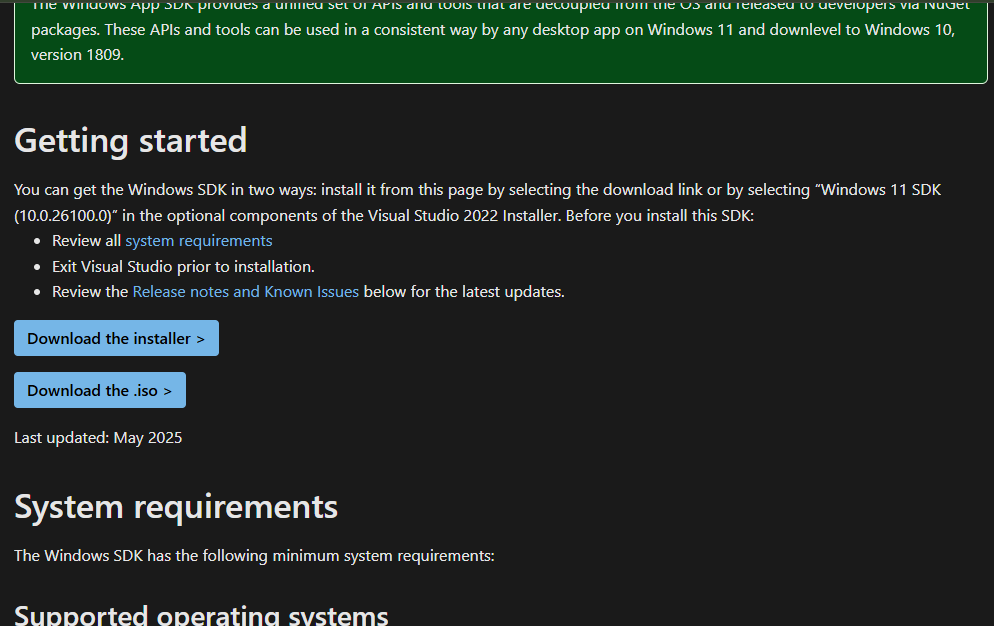 The Windows App SDK provides a unified set of APIs and tools that are decoupled from the OS and released to developers via NuGet
packages. These APIs and tools can be used in a consistent way by any desktop app on Windows 11 and downlevel to Windows 10,
version 1809.
Getting started
You can get the Windows SDK in two ways: install it from this page by selecting the download link or by selecting “Windows 11 SDK
(10.0.26100.0)” in the optional components of the Visual Studio 2022 Installer. Before you install this SDK:
• Review all system requirements
• Exit Visual Studio prior to installation.
• Review the Release notes and Known Issues below for the latest updates.
Download the installer >
Download the .iso >
Last updated: May 2025
System requirements
The Windows SDK has the following minimum system requirements:
Supported operating systems